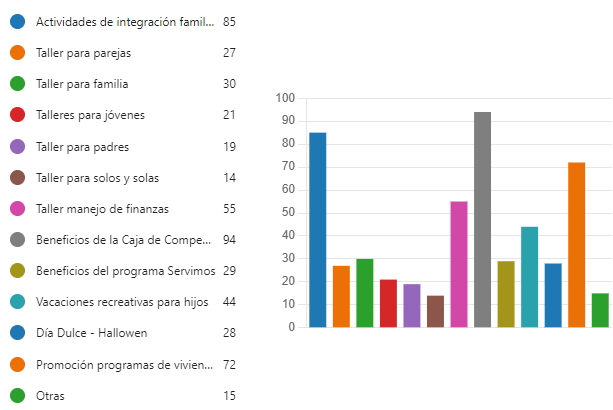 Actividades de integración famil... 85
Taller para parejas 27
Taller para familia 30
Talleres para jóvenes 21
Taller para padres 19
Taller para solos y solas 14
Taller manejo de finanzas 55
Beneficios de la Caja de Compe... 94
Beneficios del programa Servimos 29
Vacaciones recreativas para hijos 44
Día Dulce - Hallowen 28
Promoción programas de vivien... 72
Otras 15
100
90
80
70
60
50
40
30
20
10
0